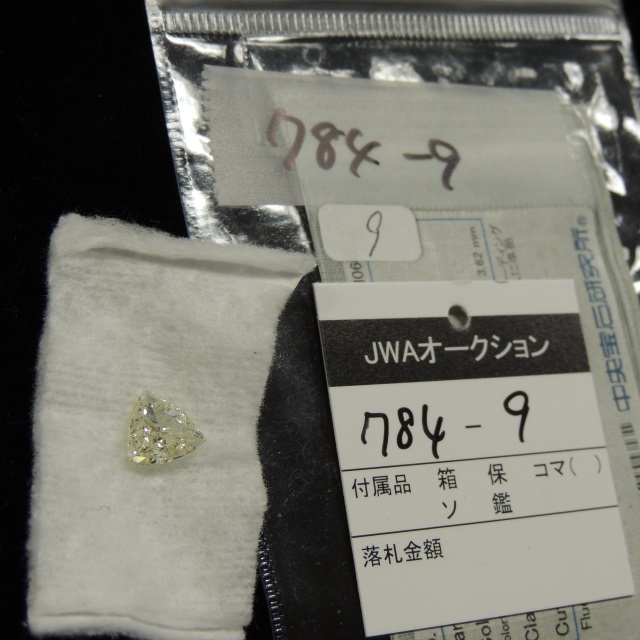 784-9
9
3.62 mm
中央宝石研究所®
JWAオークション
784-9
付属品 箱 保 コマ( )
ソ 鑑
落札金額